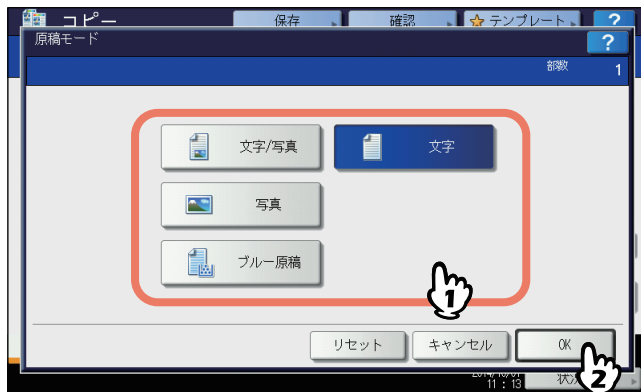 コピー 保存 確認 テンプレート ?
原稿モード ?
部数 1
文字/写真 文字
写真
ブルー原稿
1
リセット キャンセル OK
11:13
2